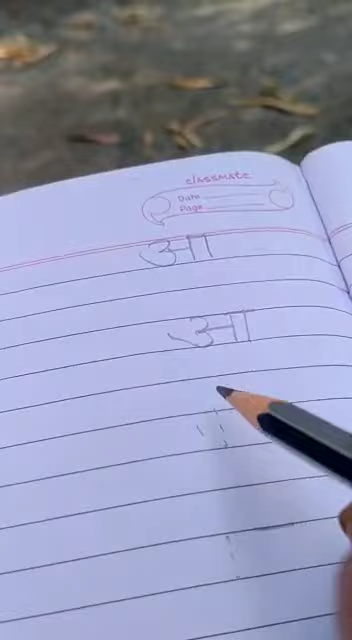 classmate
Date
Page
आ
आ